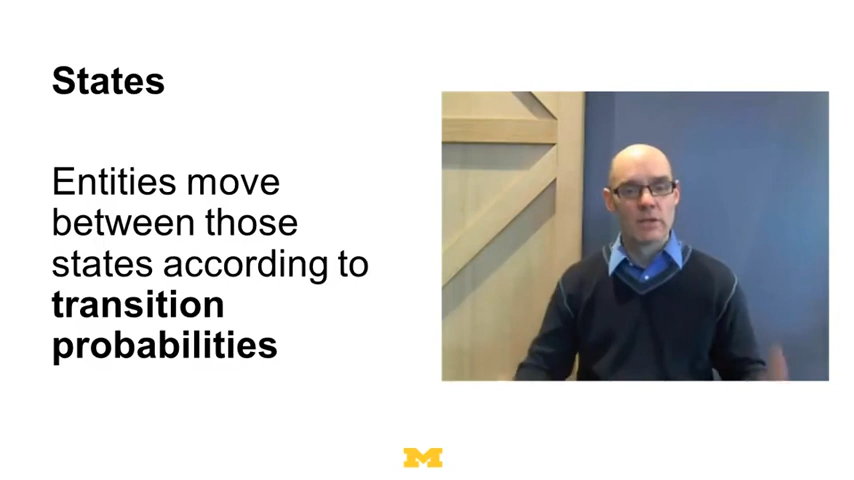 States
Entities move
between those
states according to
transition
probabilities
M